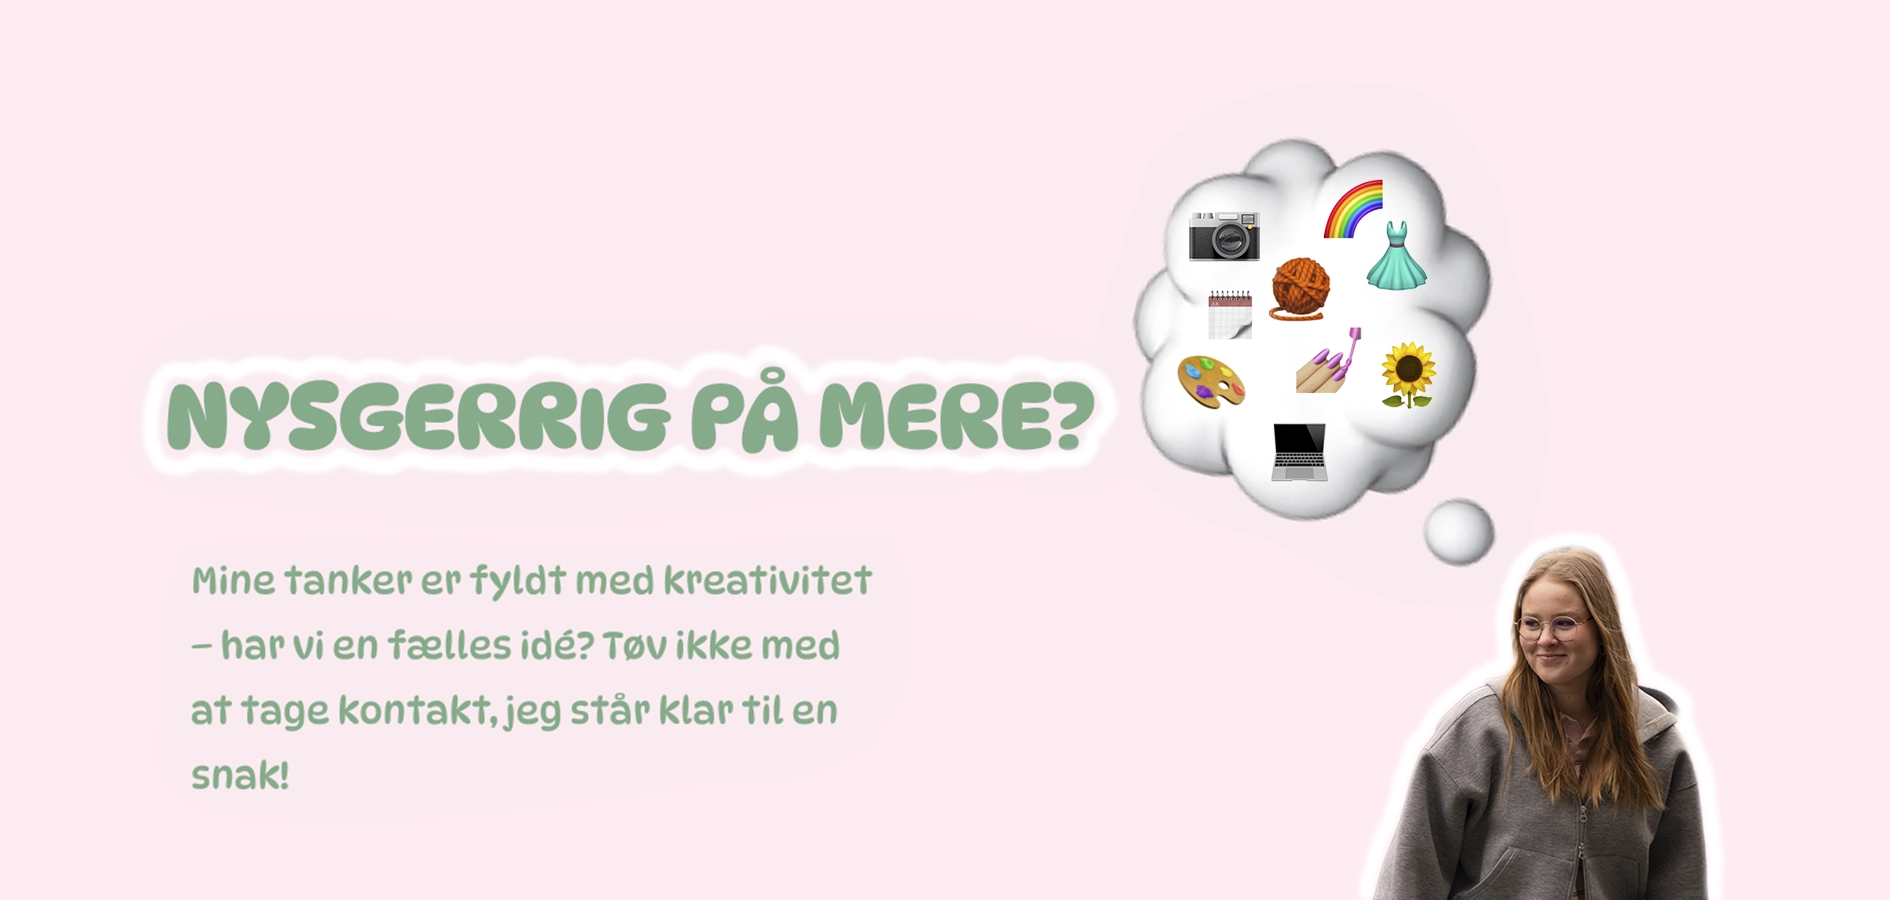 NYSGERRIG PÅ MERE?
Mine tanker er fyldt med kreativitet
– har vi en fælles idé? Tøv ikke med
at tage kontakt, jeg står klar til en
snak!